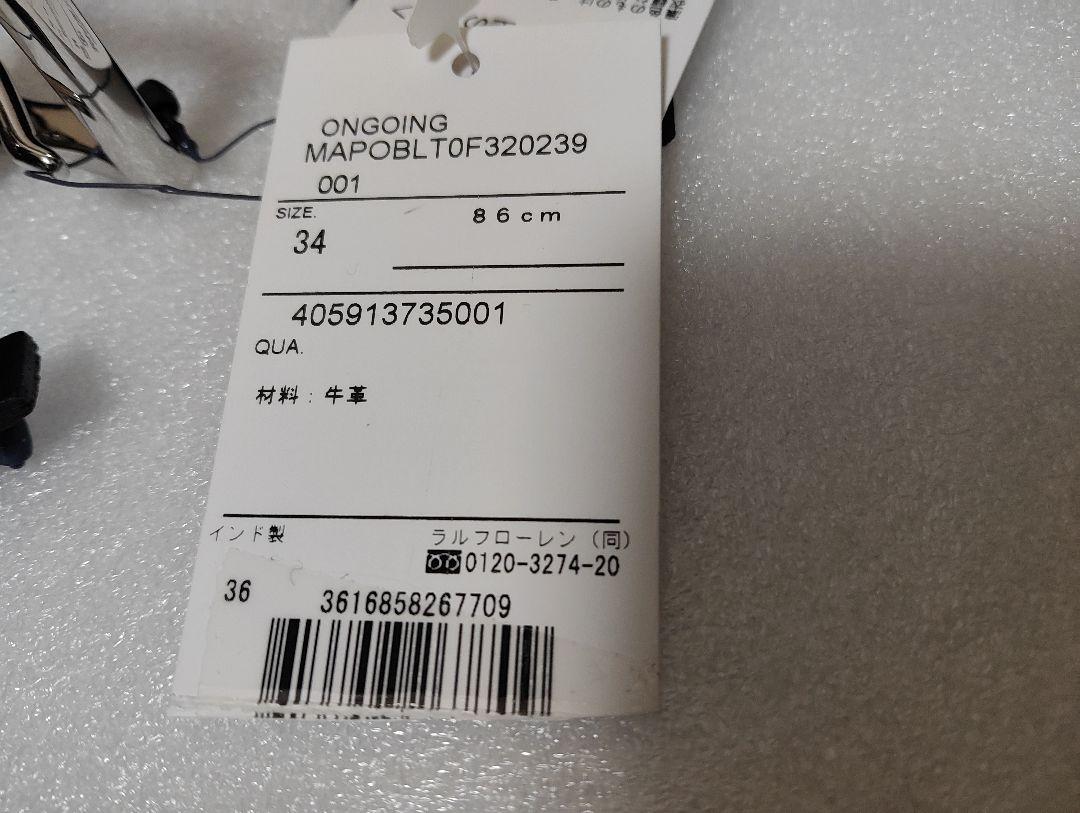 ONGOING
MAPOBLT0F320239
001
SIZE.
86cm
34
405913735001
QUA.
材料：牛革
インド製
ラルフローレン（同）
0120-3274-20
36
3616858267709